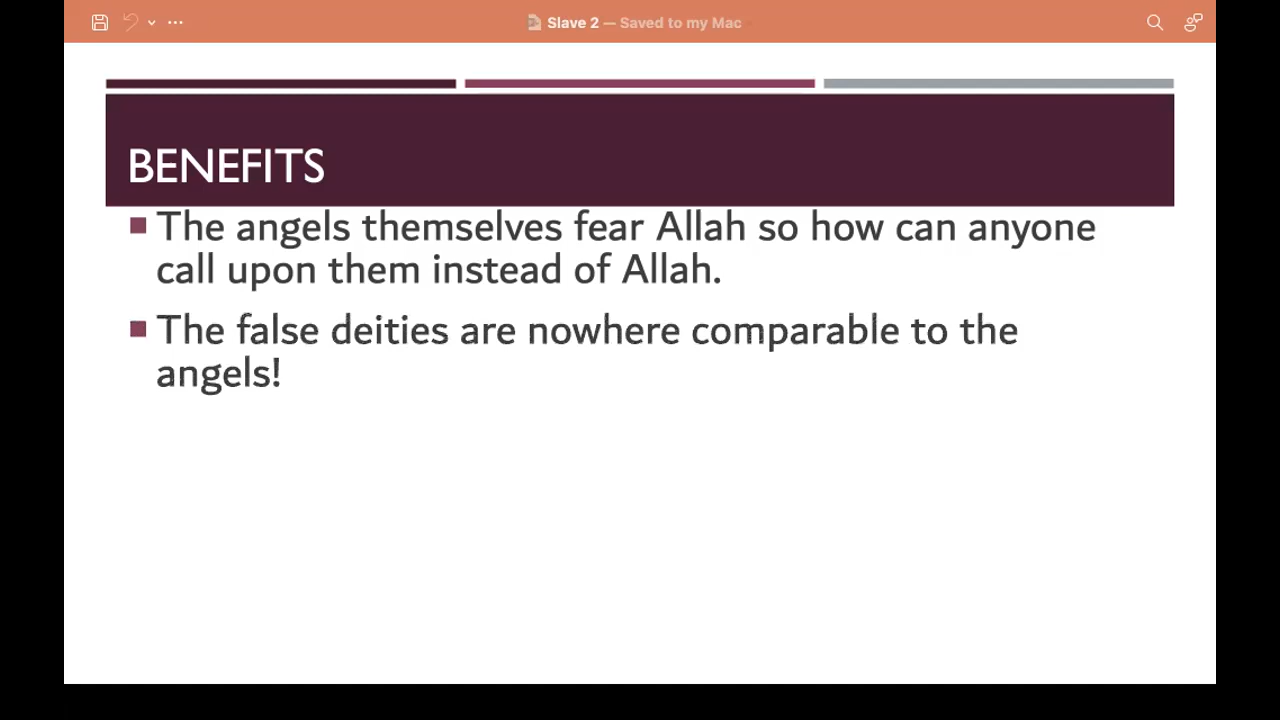 Slave 2 — Saved to my Mac
BENEFITS
The angels themselves fear Allah so how can anyone
call upon them instead of Allah.
The false deities are nowhere comparable to the
angels!